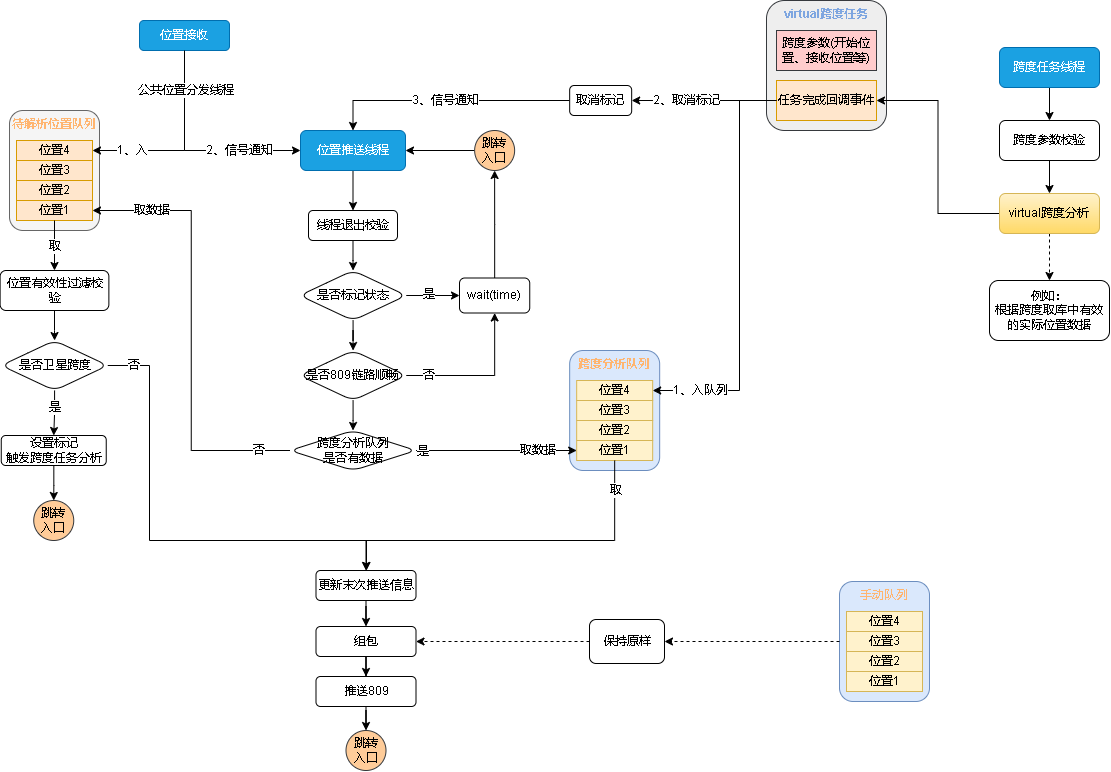 位置接收
公共位置分发线程
待解析位置队列
位置4
位置3
位置2
位置1
1、入
2、信号通知
取数据
取
位置有效性过滤校
验
是否卫星跨度
否
是
设置标记
触发跨度任务分析
跳转
入口
3、信号通知
取消标记
2、取消标记
位置推送线程
跳转
入口
线程退出校验
是否标记状态
是
wait(time)
是否809链路顺畅
否
跨度分析队列
是否有数据
否
是
取数据
virtual跨度任务
跨度参数(开始位
置、接收位置等)
任务完成回调事件
跨度任务线程
跨度参数校验
virtual跨度分析
例如：
根据跨度取库中有效
的实际位置数据
跨度分析队列
位置4
位置3
位置2
位置1
1、入队列
取
更新末次推送信息
组包
推送809
跳转
入口
保持原样
手动队列
位置4
位置3
位置2
位置1